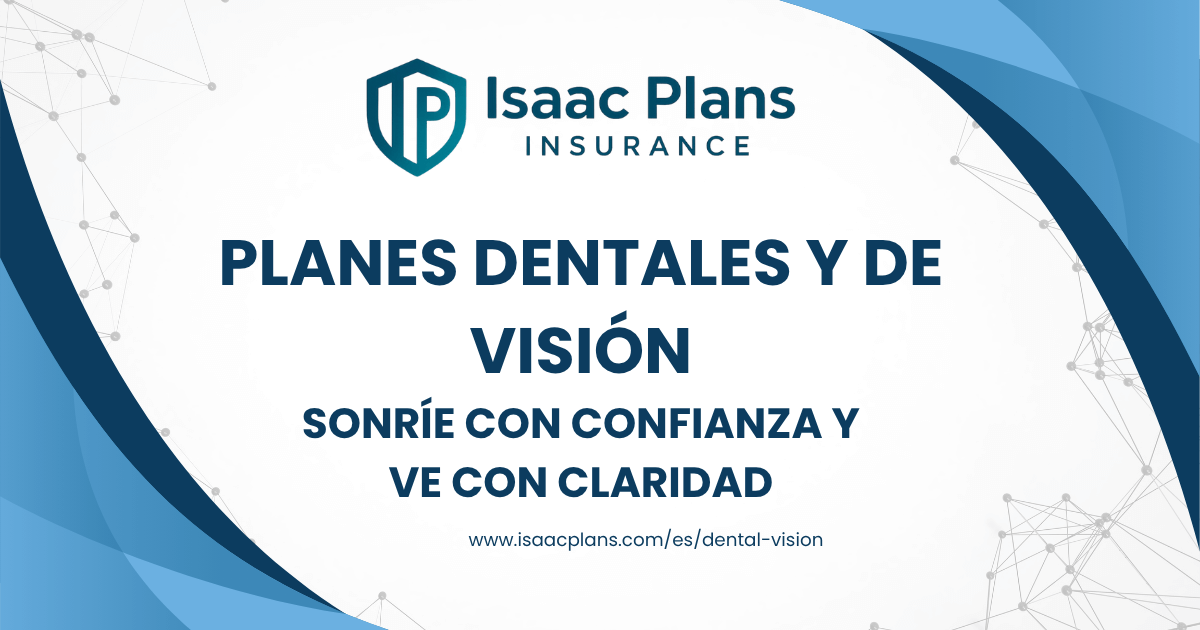 IP
Isaac Plans
INSURANCE
PLANES DENTALES Y DE
VISIÓN
SONRÍE CON CONFIANZA Y
VE CON CLARIDAD
www.isaacplans.com/es/dental-vision